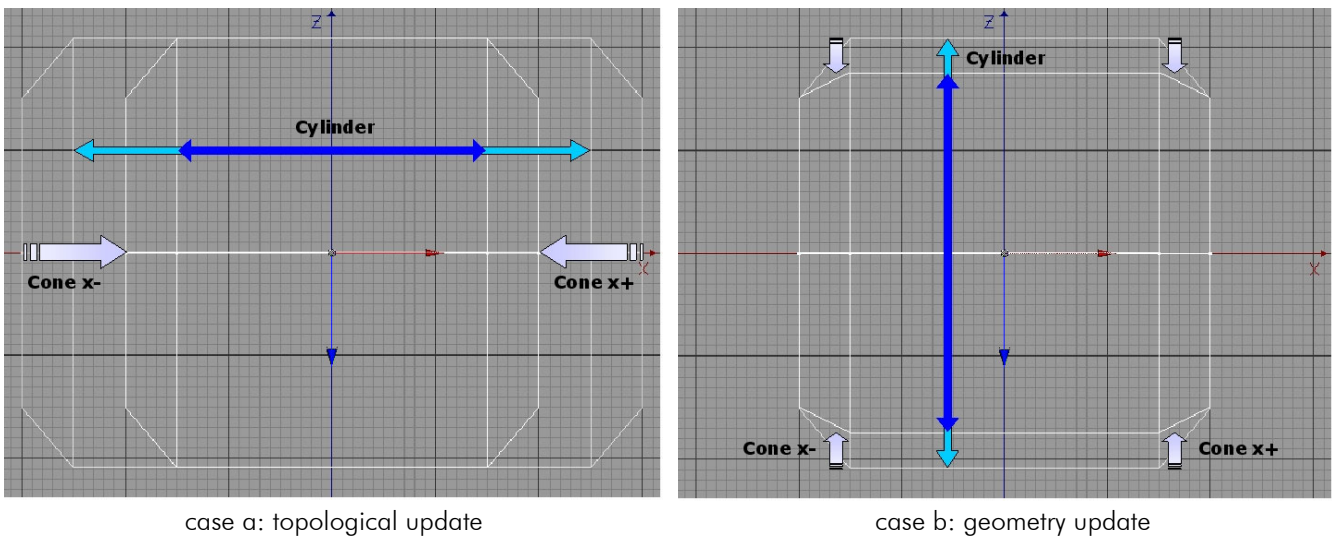 Z
Cylinder
X
Cone x-
Cone x+
case a: topological update
Z
Cylinder
X
Cone x-
Cone x+
case b: geometry update